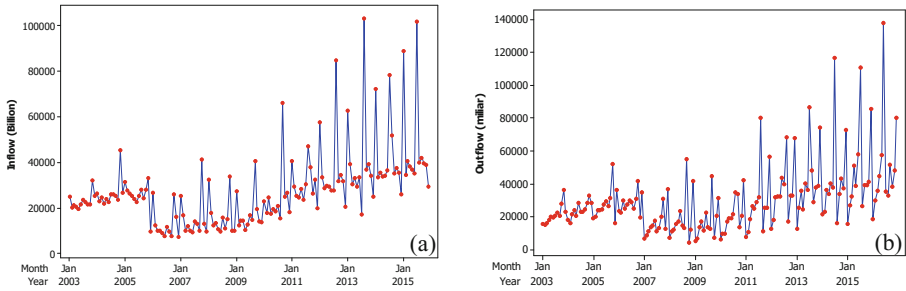 Inflow (Billion)
100000
80000
60000
40000
20000
0
Month Jan Jan Jan Jan Jan Jan Jan
Year 2003 2005 2007 2009 2011 2013 2015
(a)
Outflow (miliar)
140000
120000
100000
80000
60000
40000
20000
0
Month Jan Jan Jan Jan Jan Jan Jan
Year 2003 2005 2007 2009 2011 2013 2015
(b)